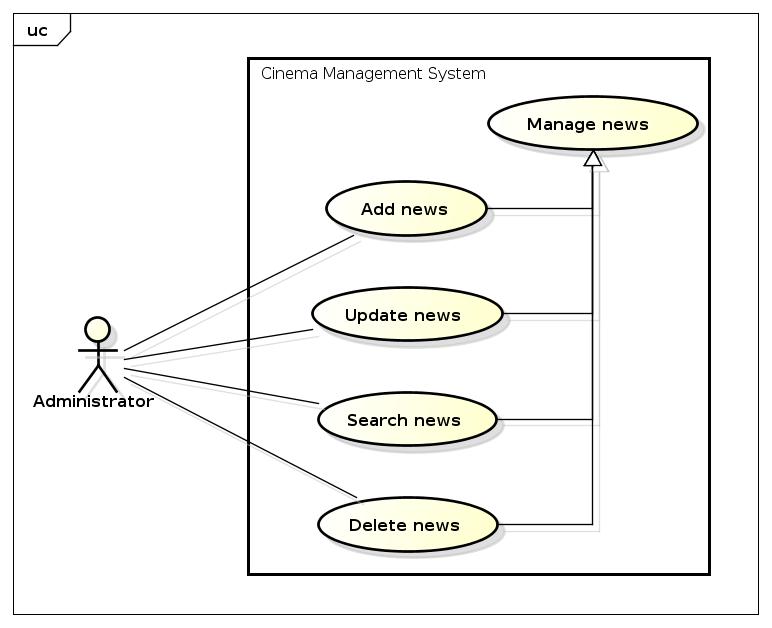 uc
Cinema Management System
Manage news
Add news
Update news
Administrator
Search news
Delete news